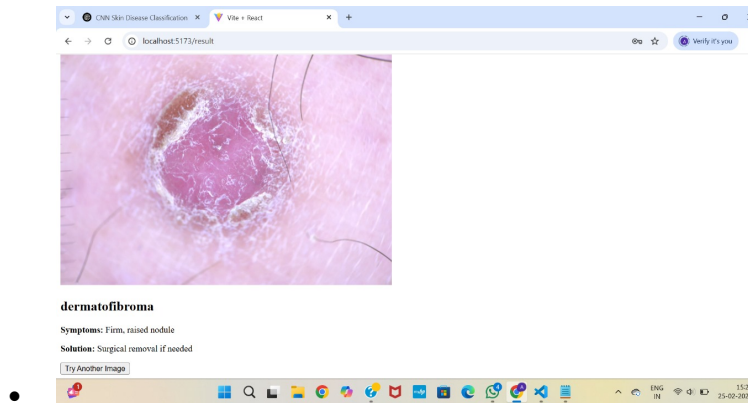 CNN Skin Disease Classification
Vite + React
localhost:5173/result
Verify it's you
dermatofibroma
Symptoms: Firm, raised nodule
Solution: Surgical removal if needed
Try Another Image
ENG
IN